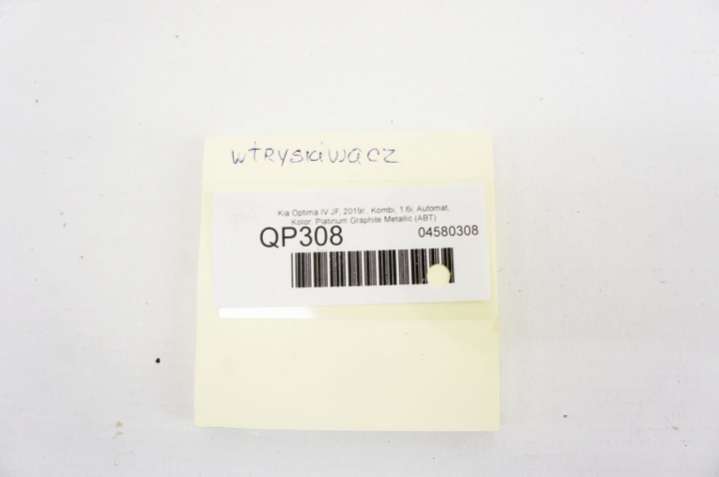 wtryskiwacz
Kia Optima IV JF, 2019r., Kombi, 1.6i, Automat,
Kolor: Platinum Graphite Metallic (ABT)
QP308 04580308